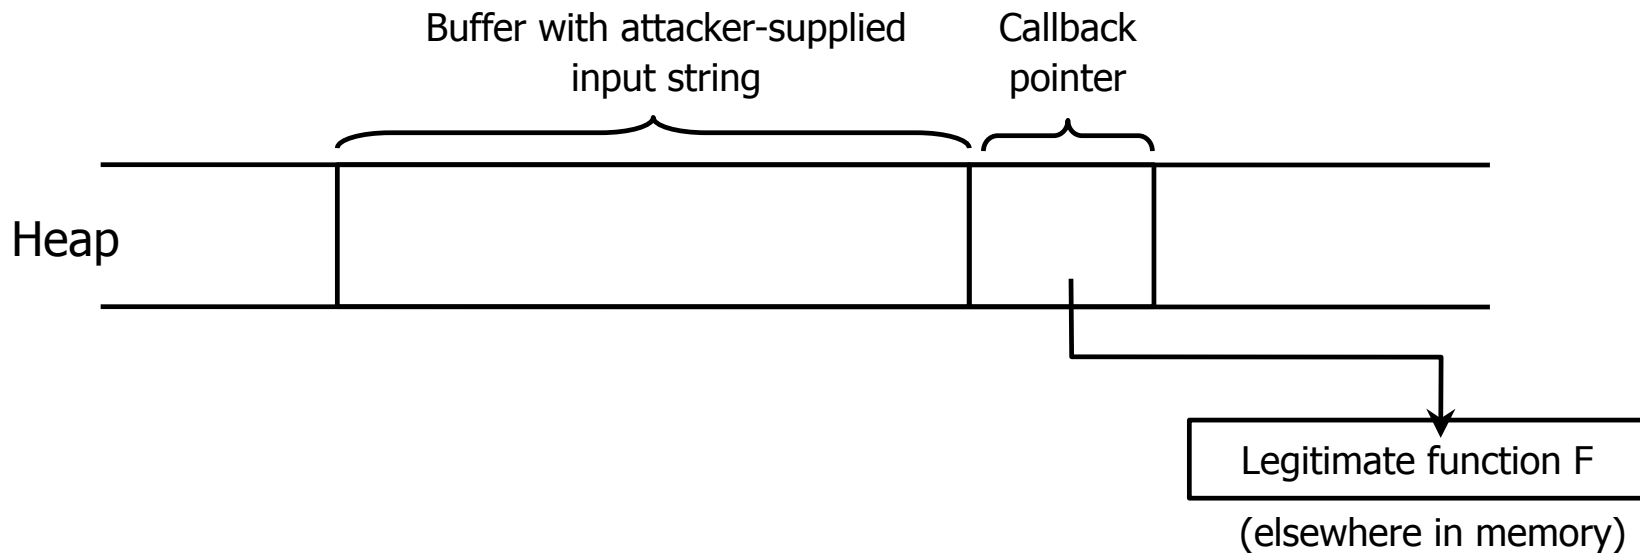 Buffer with attacker-supplied
input string
Callback
pointer
Heap
Legitimate function F
(elsewhere in memory)